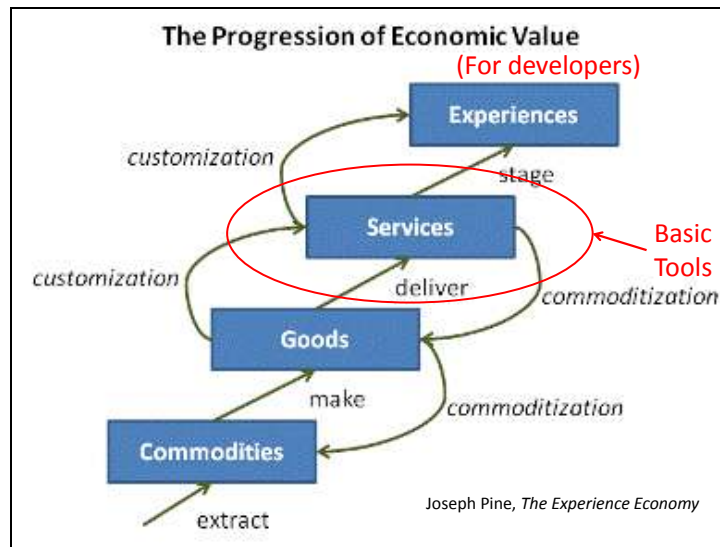 The Progression of Economic Value
(For developers)
Experiences
customization
stage
Services
Basic
Tools
customization
deliver
commoditization
Goods
make
commoditization
Commodities
Joseph Pine, The Experience Economy
extract